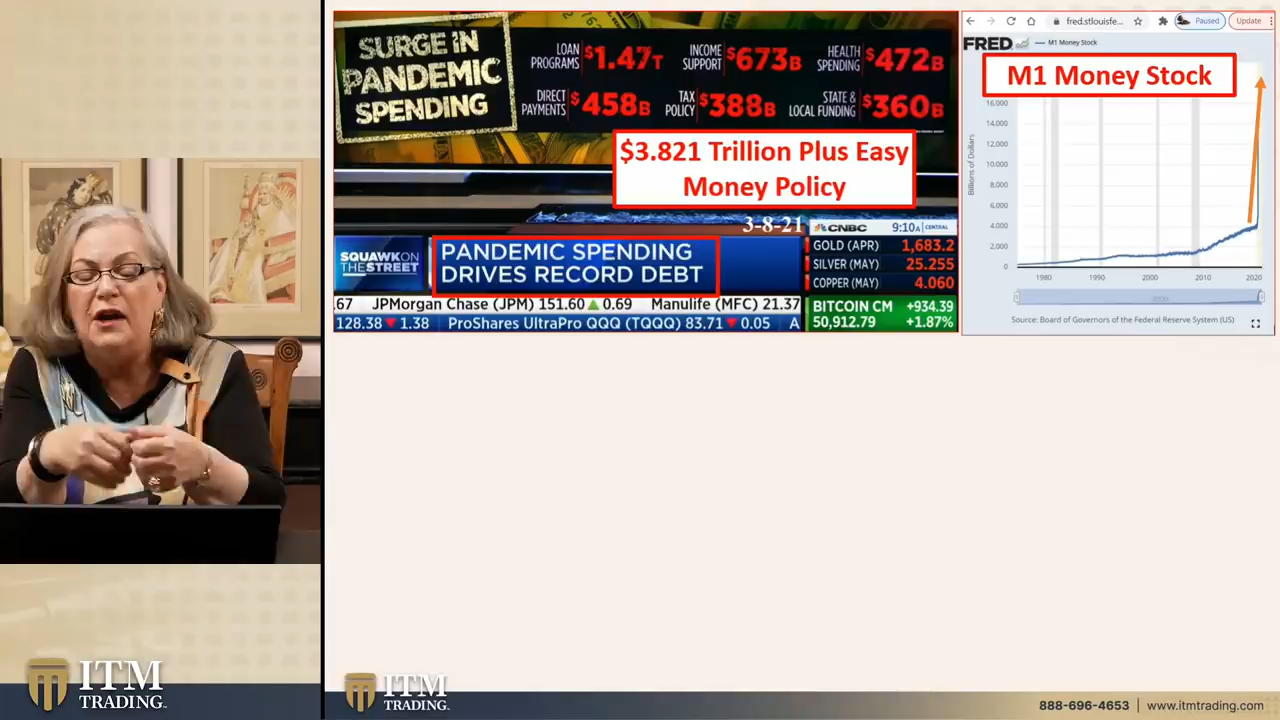 SURGE IN
PANDEMIC
SPENDING
LOAN PROGRAMS $1.47T
INCOME SUPPORT $673B
HEALTH SPENDING $472B
DIRECT PAYMENTS $458B
TAX POLICY $388B
STATE & LOCAL FUNDING $360B
$3.821 Trillion Plus Easy
Money Policy
3-8-21
CNBC 9:10A CENTRAL
SQUAWK ON
THE STREET
PANDEMIC SPENDING
DRIVES RECORD DEBT
GOLD (APR) 1,683.2
SILVER (MAY) 25.255
COPPER (MAY) 4.060
.67 JPMorgan Chase (JPM) 151.60 ▲ 0.69 Manulife (MFC) 21.37
128.38 ▼ 1.38 ProShares UltraPro QQQ (TQQQ) 83.71 ▼ 0.05 A
BITCOIN CM +934.39
50,912.79 +1.87%
fred.stlouisfe... Paused Update
FRED M1 Money Stock
M1 Money Stock
Billions of Dollars
16,000
14,000
12,000
10,000
8,000
6,000
4,000
2,000
0
1980 1990 2000 2010 2020
2000
Source: Board of Governors of the Federal Reserve System (US)
ITM
TRADING
ITM
TRADING
888-696-4653 | www.itmtrading.com